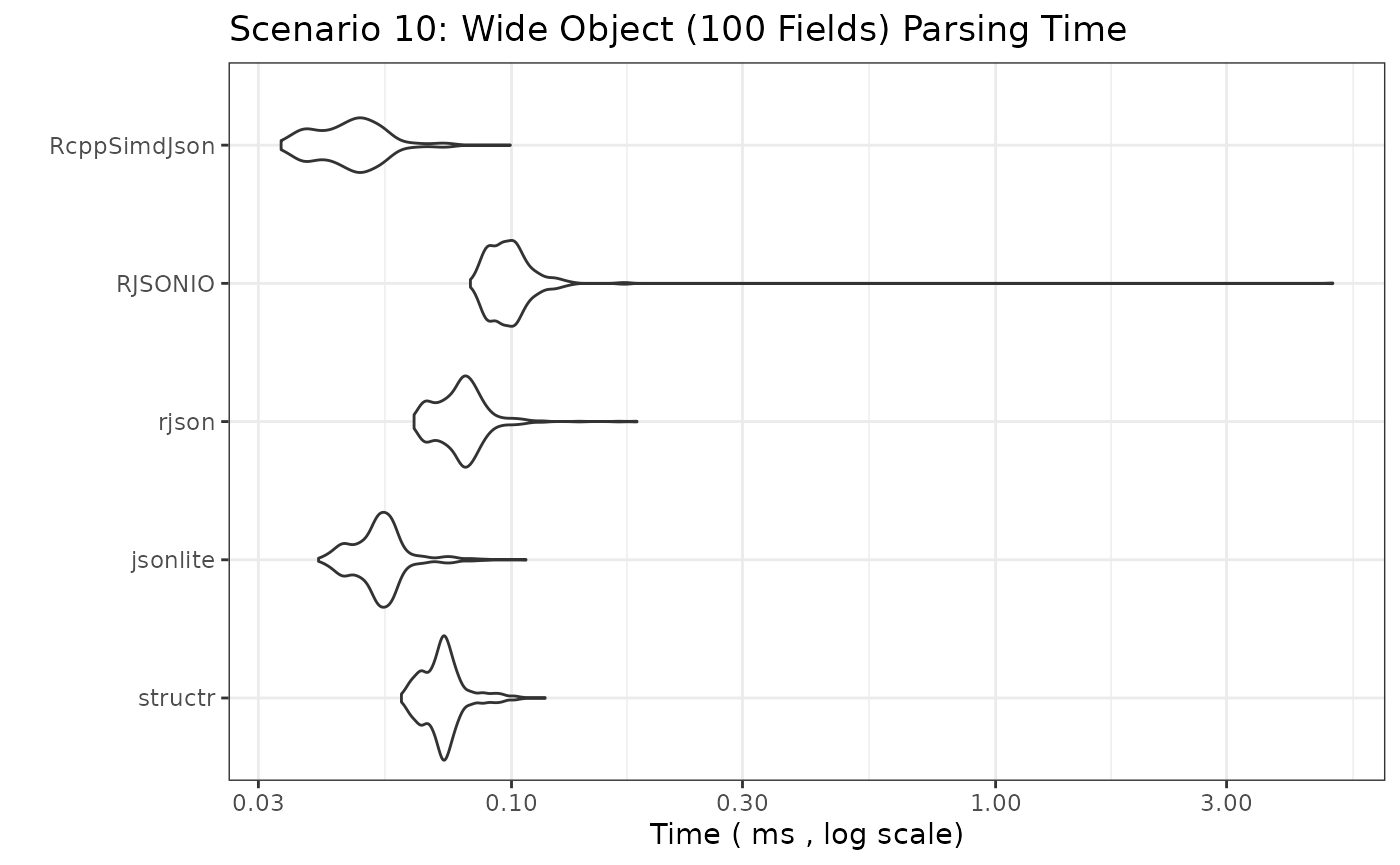 Scenario 10: Wide Object (100 Fields) Parsing Time
RcppSimdJson
RJSONIO
rjson
jsonlite
structr
0.03 0.10 0.30 1.00 3.00
Time ( ms , log scale)